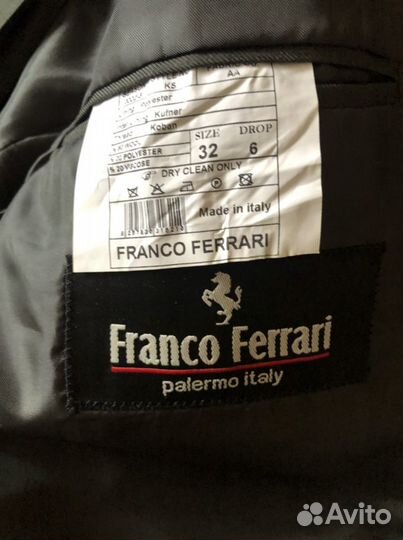 KS
AA
Kufner
Koban
SIZE DROP
POLYESTER 32 6
VISCOSE
DRY CLEAN ONLY
Made in italy
FRANCO FERRARI
Franco Ferrari
palermo italy
Avito